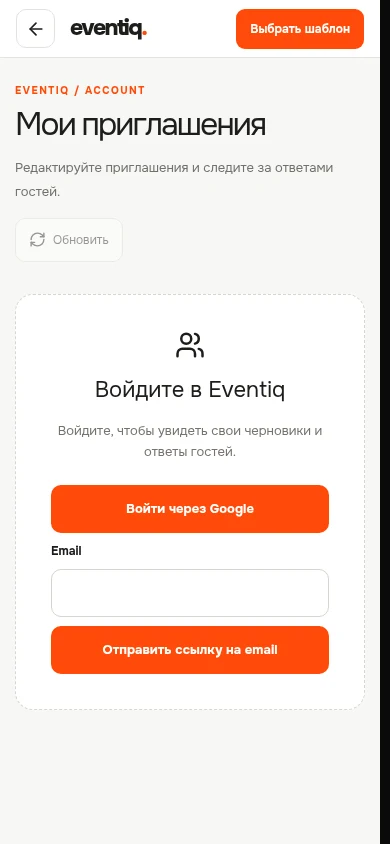 eventiq.
Выбрать шаблон
EVENTIQ / ACCOUNT
Мои приглашения
Редактируйте приглашения и следите за ответами
гостей.
Обновить
Войдите в Eventiq
Войдите, чтобы увидеть свои черновики и
ответы гостей.
Войти через Google
Email
Отправить ссылку на email